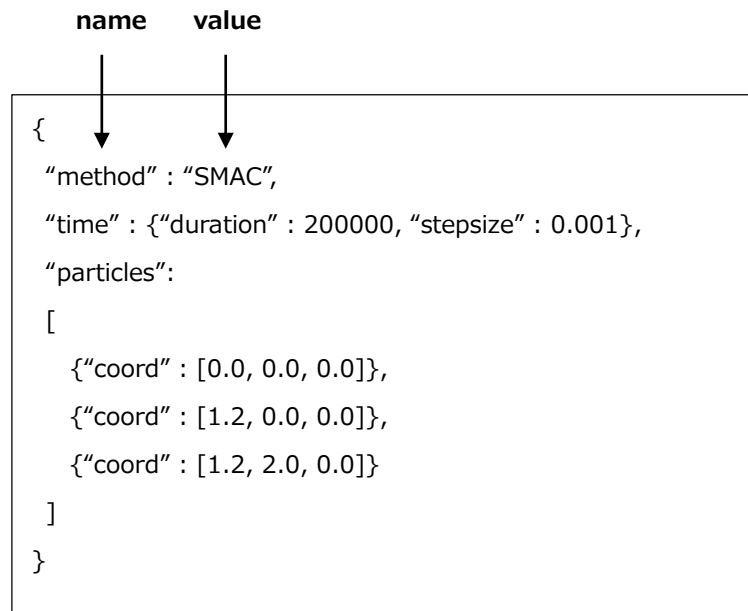 name value
{
“method” : “SMAC”,
“time” : {“duration” : 200000, “stepsize” : 0.001},
“particles”:
[
{“coord” : [0.0, 0.0, 0.0]},
{“coord” : [1.2, 0.0, 0.0]},
{“coord” : [1.2, 2.0, 0.0]}
]
}